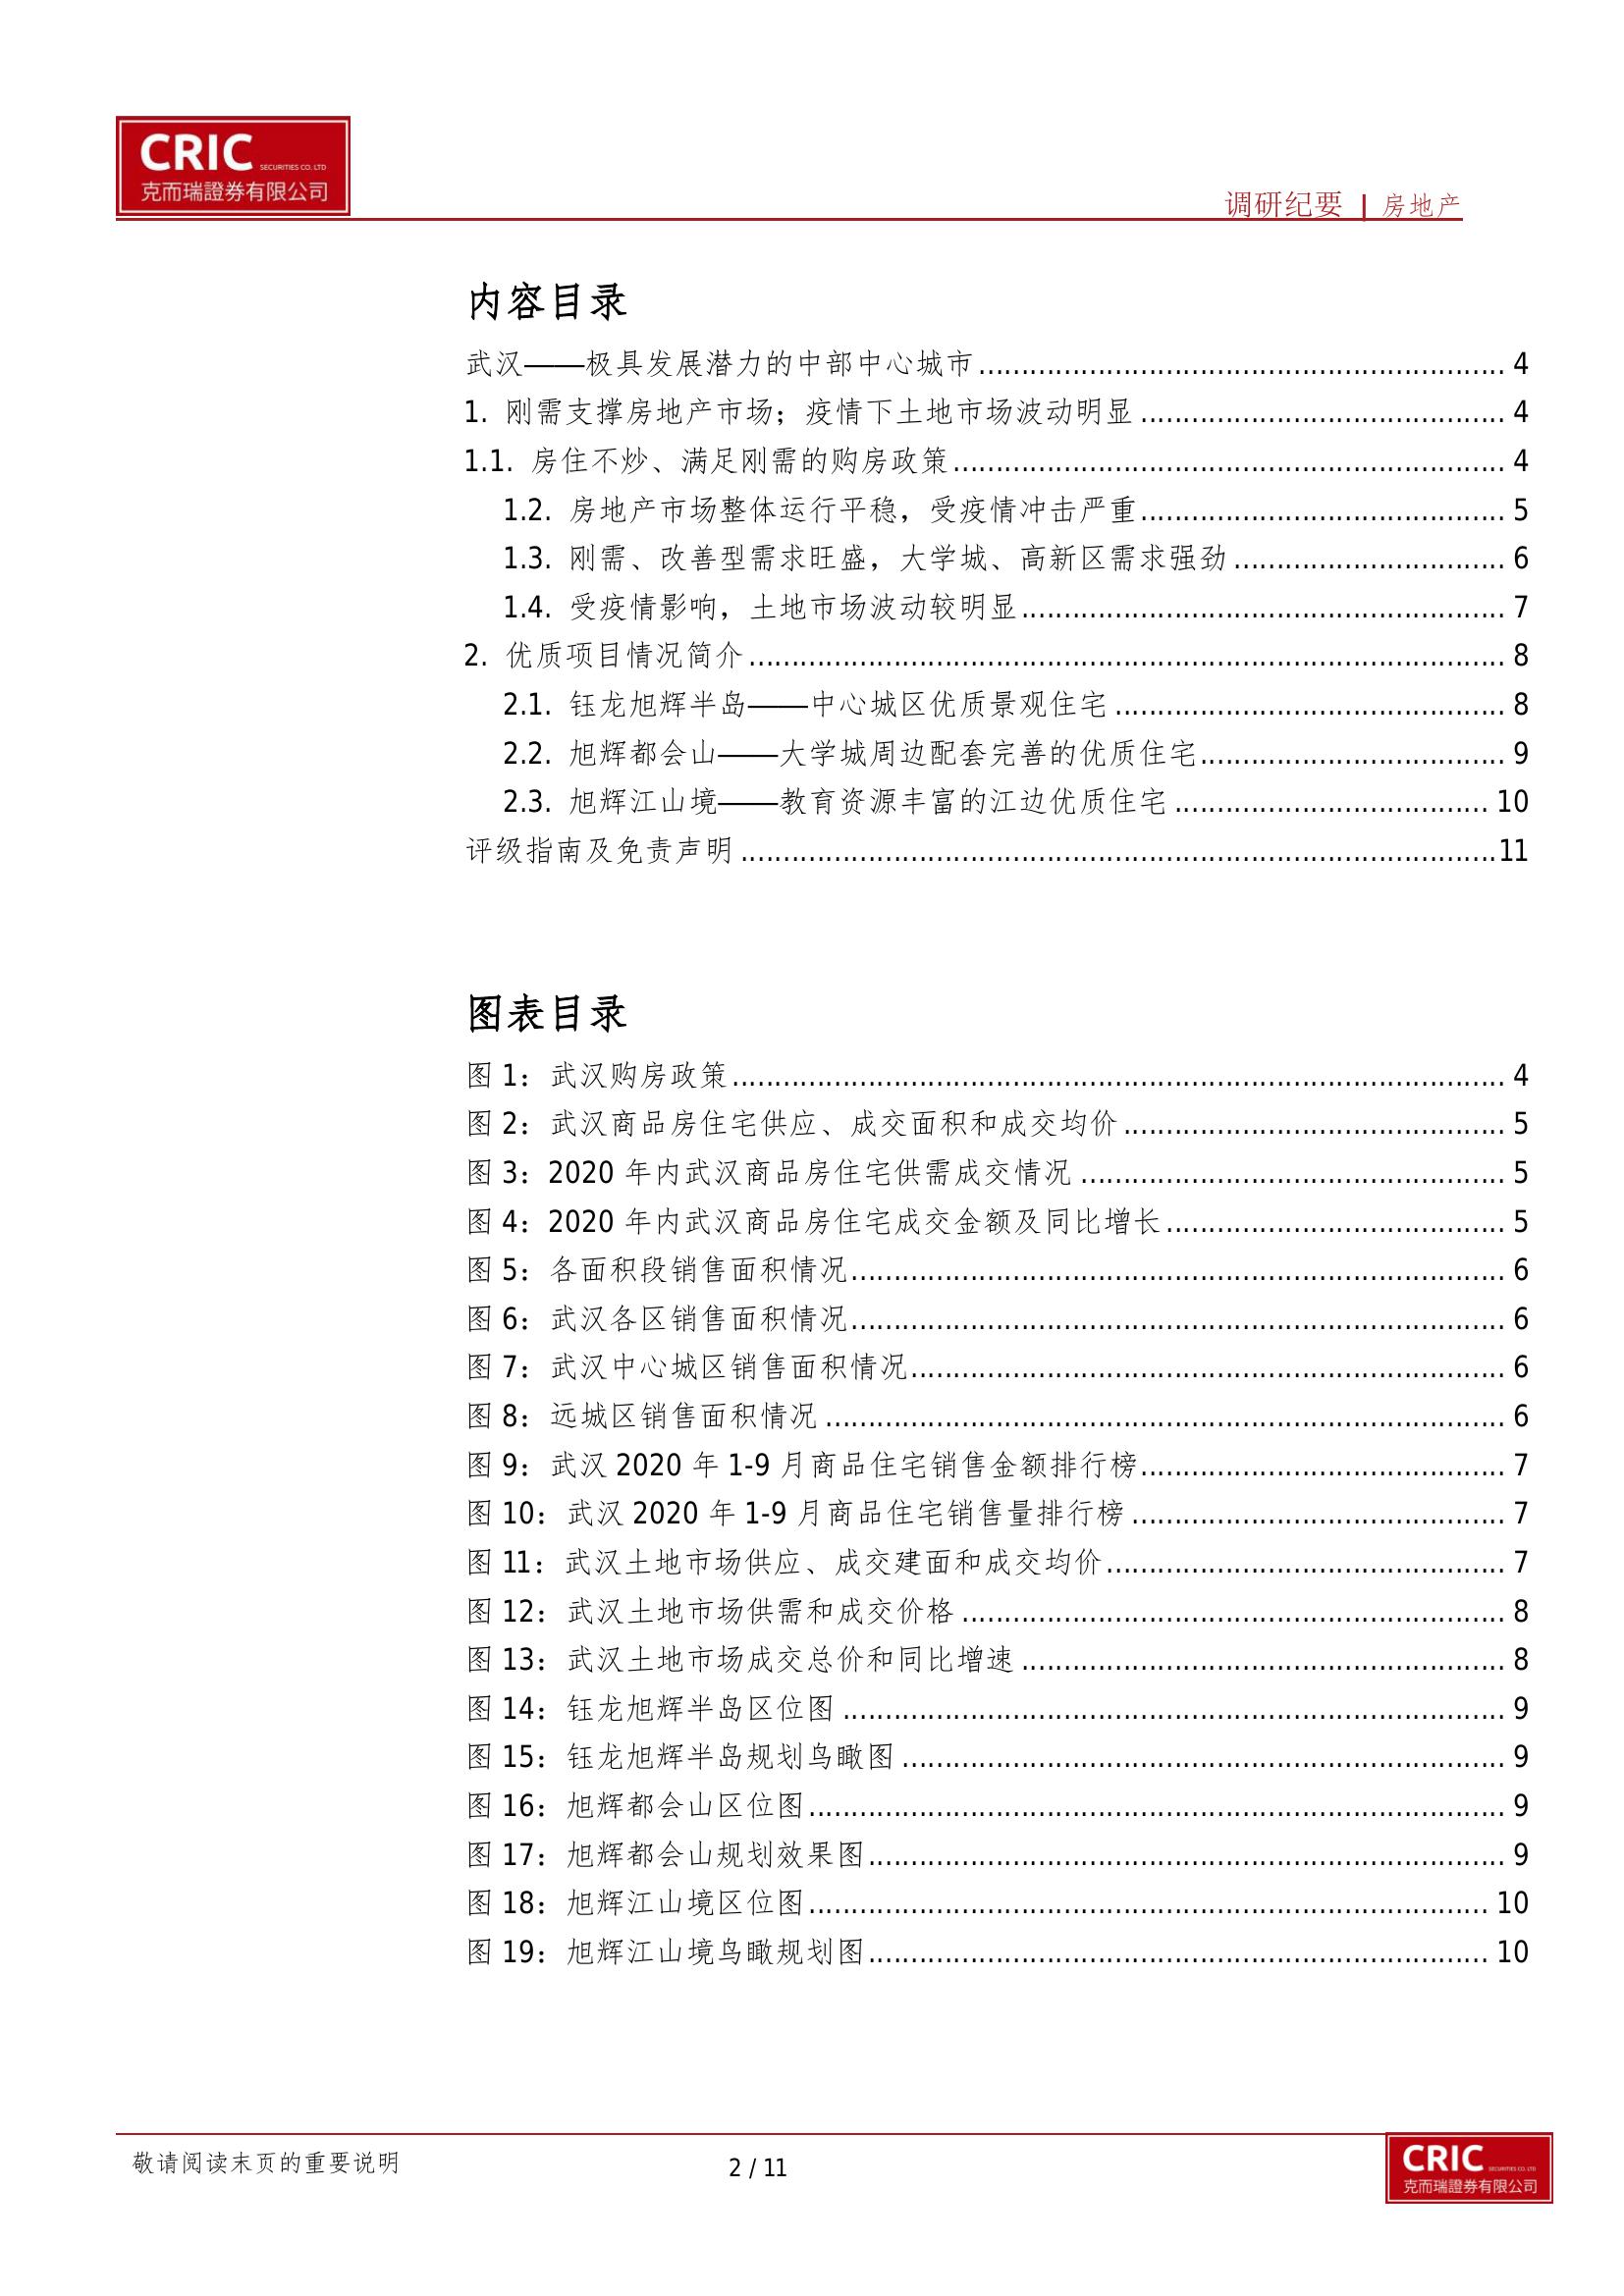 CRIC SECURITIES CO. LTD
克而瑞證券有限公司
调研纪要 | 房地产
内容目录
武汉——极具发展潜力的中部中心城市 4
1. 刚需支撑房地产市场；疫情下土地市场波动明显 4
1.1. 房住不炒、满足刚需的购房政策 4
1.2. 房地产市场整体运行平稳，受疫情冲击严重 5
1.3. 刚需、改善型需求旺盛，大学城、高新区需求强劲 6
1.4. 受疫情影响，土地市场波动较明显 7
2. 优质项目情况简介 8
2.1. 钰龙旭辉半岛——中心城区优质景观住宅 8
2.2. 旭辉都会山——大学城周边配套完善的优质住宅 9
2.3. 旭辉江山境——教育资源丰富的江边优质住宅 10
评级指南及免责声明 11
图表目录
图 1：武汉购房政策 4
图 2：武汉商品房住宅供应、成交面积和成交均价 5
图 3：2020 年内武汉商品房住宅供需成交情况 5
图 4：2020 年内武汉商品房住宅成交金额及同比增长 5
图 5：各面积段销售面积情况 6
图 6：武汉各区销售面积情况 6
图 7：武汉中心城区销售面积情况 6
图 8：远城区销售面积情况 6
图 9：武汉 2020 年 1-9 月商品住宅销售金额排行榜 7
图 10：武汉 2020 年 1-9 月商品住宅销售量排行榜 7
图 11：武汉土地市场供应、成交建面和成交均价 7
图 12：武汉土地市场供需和成交价格 8
图 13：武汉土地市场成交总价和同比增速 8
图 14：钰龙旭辉半岛区位图 9
图 15：钰龙旭辉半岛规划鸟瞰图 9
图 16：旭辉都会山区位图 9
图 17：旭辉都会山规划效果图 9
图 18：旭辉江山境区位图 10
图 19：旭辉江山境鸟瞰规划图 10
敬请阅读末页的重要说明
2 / 11
CRIC SECURITIES CO. LTD
克而瑞證券有限公司